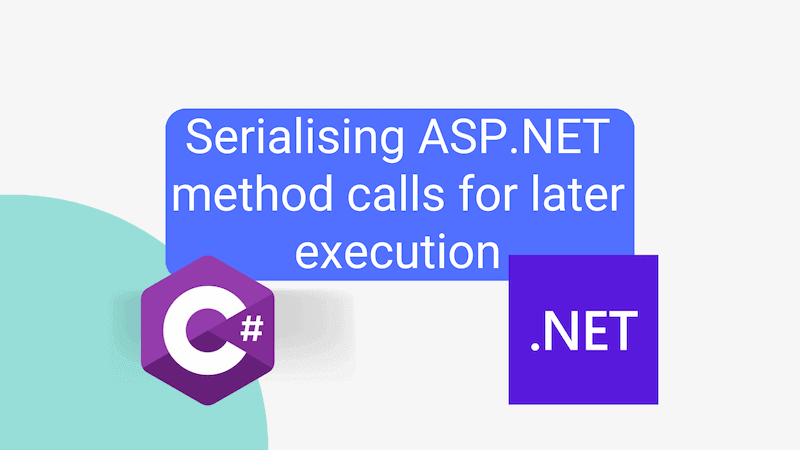 Serialising ASP.NET
method calls for later
execution
C#
.NET